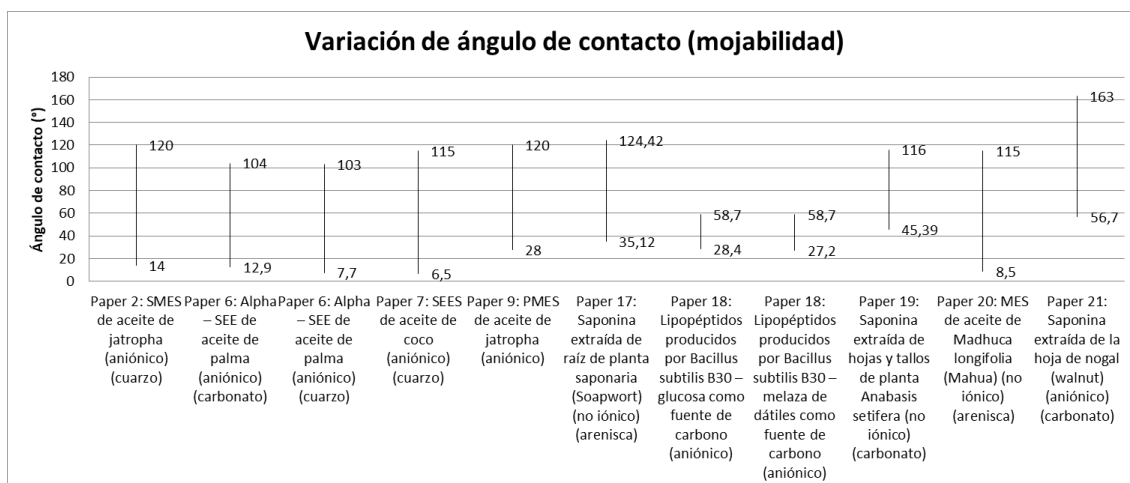 Variación de ángulo de contacto (mojabilidad)
Ángulo de contacto (°)
180
160
140
120
100
80
60
40
20
0
120
14
104
12,9
103
7,7
115
6,5
120
28
124,42
35,12
58,7
28,4
58,7
27,2
116
45,39
115
8,5
163
56,7
Paper 2: SMES
de aceite de
jatropha
(aniónico)
(cuarzo)
Paper 6: Alpha
– SEE de
aceite de
palma
(aniónico)
(carbonato)
Paper 6: Alpha
– SEE de
aceite de
palma
(aniónico)
(cuarzo)
Paper 7: SEES
de aceite de
coco
(aniónico)
(cuarzo)
Paper 9: PMES
de aceite de
jatropha
(aniónico)
Paper 17:
Saponina
extraída de
raíz de planta
saponaria
(Soapwort)
(no iónico)
(arenisca)
Paper 18:
Lipopéptidos
producidos
por Bacillus
subtilis B30 –
glucosa como
fuente de
carbono
(aniónico)
Paper 18:
Lipopéptidos
producidos
por Bacillus
subtilis B30 –
melaza de
dátiles como
fuente de
carbono
(aniónico)
Paper 19:
Saponina
extraída de
hojas y tallos
de planta
Anabasis
setifera (no
iónico)
(carbonato)
Paper 20: MES
de aceite de
Madhuca
longifolia
(Mahua) (no
iónico)
(arenisca)
Paper 21:
Saponina
extraída de la
hoja de nogal
(walnut)
(aniónico)
(carbonato)